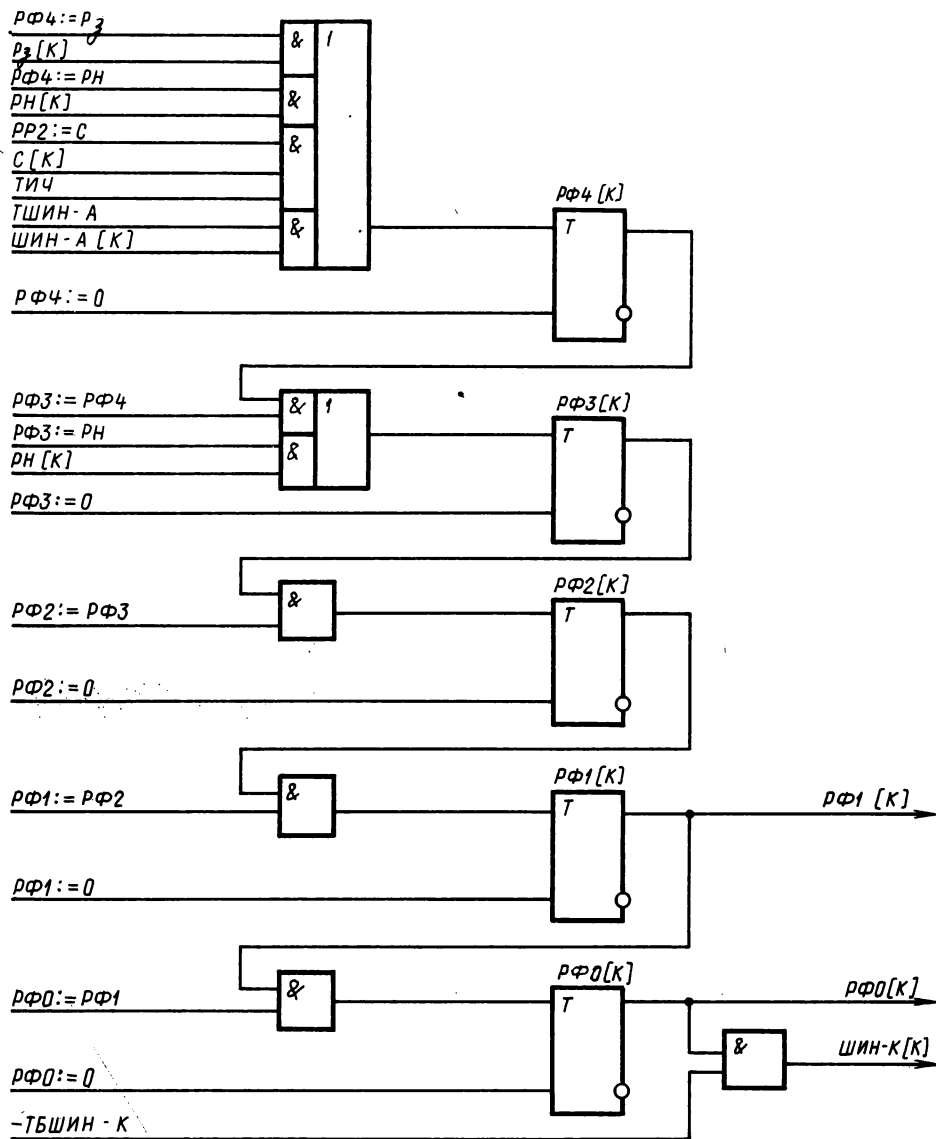 РФ4:=Рз
Рз[К]
РФ4:=РН
РН[К]
РР2:=С
С[К]
ТИЧ
ТШИН-А
ШИН-А[К]
& 1
&
&
&
РФ4[К]
Т
РФ4:=0
РФ3:=РФ4
РФ3:=РН
РН[К]
& 1
&
РФ3[К]
Т
РФ3:=0
РФ2:=РФ3
&
РФ2[К]
Т
РФ2:=0
РФ1:=РФ2
&
РФ1[К]
Т
РФ1[К]
РФ1:=0
РФ0:=РФ1
&
РФ0[К]
Т
РФ0[К]
&
ШИН-К[К]
РФ0:=0
-ТБШИН-К